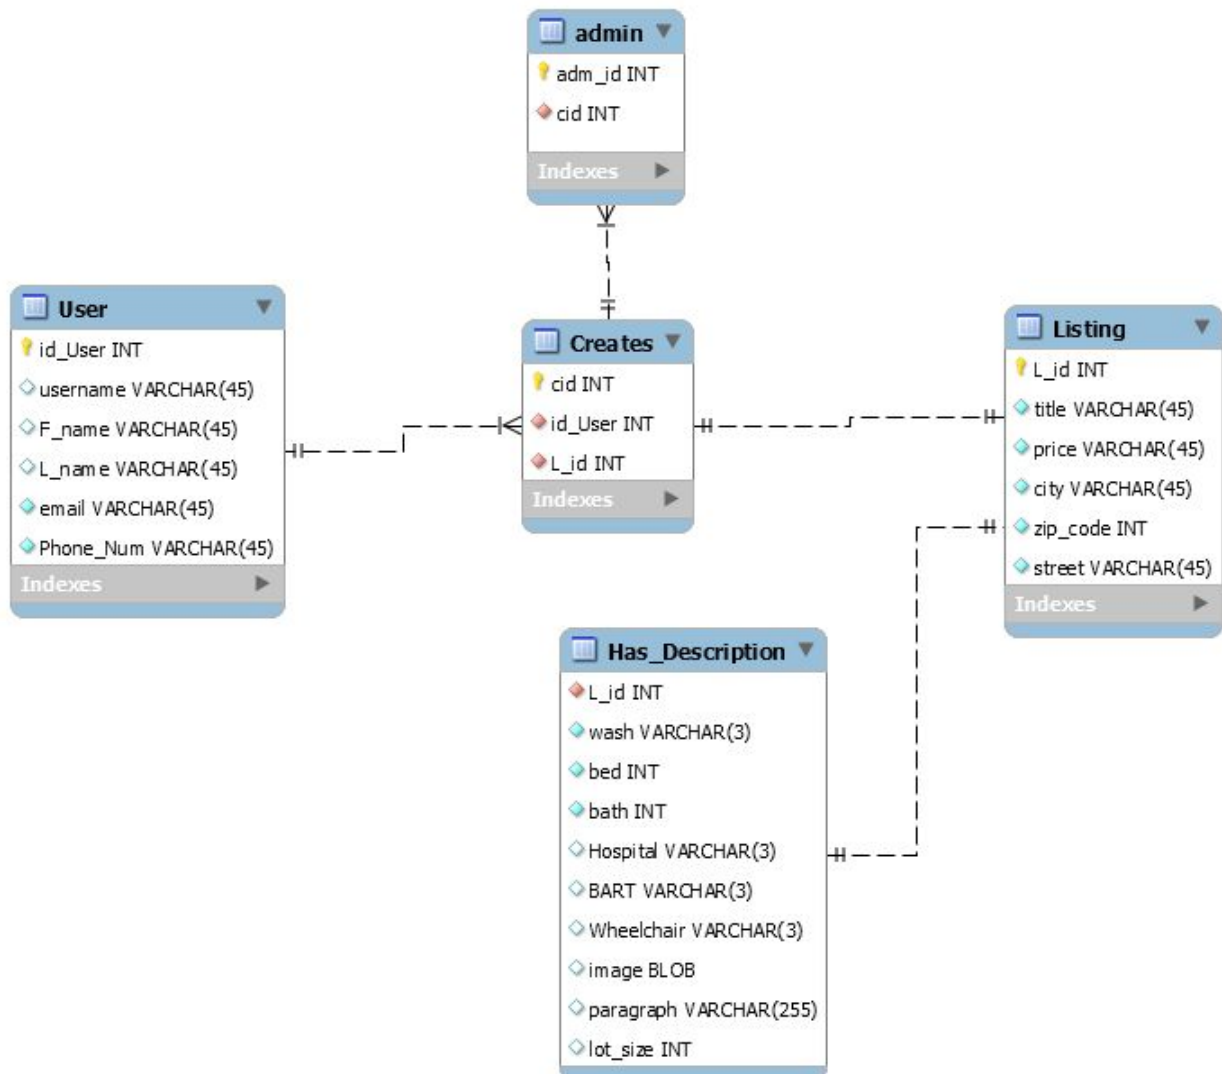 admin
adm_id INT
cid INT
Indexes
User
id_User INT
username VARCHAR(45)
F_name VARCHAR(45)
L_name VARCHAR(45)
email VARCHAR(45)
Phone_Num VARCHAR(45)
Indexes
Creates
cid INT
id_User INT
L_id INT
Indexes
Listing
L_id INT
title VARCHAR(45)
price VARCHAR(45)
city VARCHAR(45)
zip_code INT
street VARCHAR(45)
Indexes
Has_Description
L_id INT
wash VARCHAR(3)
bed INT
bath INT
Hospital VARCHAR(3)
BART VARCHAR(3)
Wheelchair VARCHAR(3)
image BLOB
paragraph VARCHAR(255)
lot_size INT